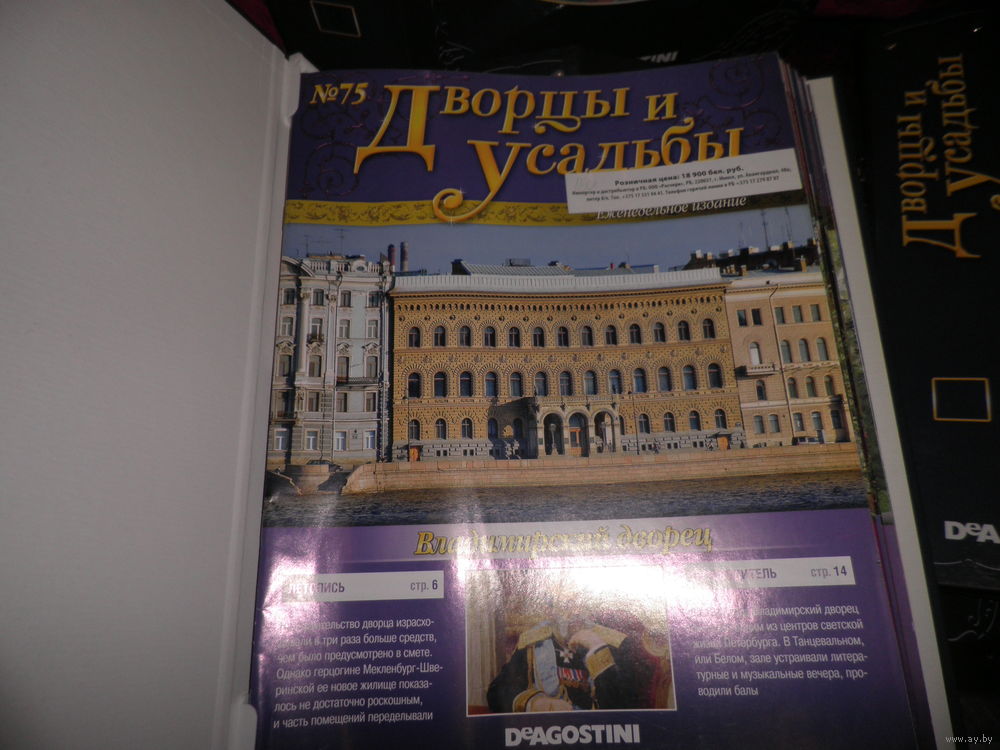 №75
Дворцы и
усадьбы
Розничная цена: 18 900 бел. руб.
Еженедельное издание
Владимирский дворец
стр. 6
дворца израсхо-
в три раза больше средств,
чем было предусмотрено в смете.
Однако герцогине Мекленбург-Шве-
ринской ее новое жилище показа-
лось не достаточно роскошным,
и часть помещений переделывали
стр. 14
Владимирский дворец
из центров светской
жизни Петербурга. В Танцевальном,
или Белом, зале устраивали литера-
турные и музыкальные вечера, про-
водили балы
DeAGOSTINI
Дворцы и
усадьбы
DeA
www.ay.by